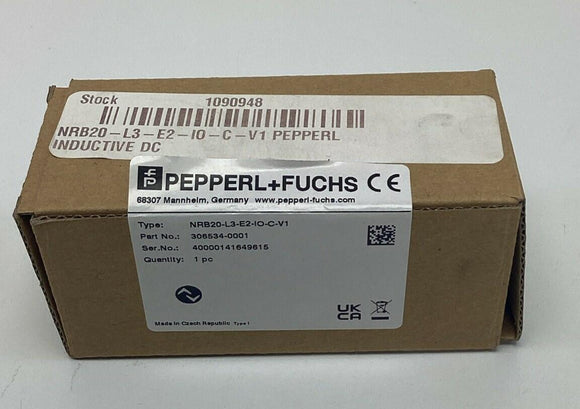 Stock 1090948
NRB20-L3-E2-IO-C-V1 PEPPERL
INDUCTIVE DC
PEPPERL+FUCHS CE
68307 Mannheim, Germany www.pepperl-fuchs.com
Type: NRB20-L3-E2-IO-C-V1
Part No.: 306534-0001
Ser.No.: 40000141649615
Quantity: 1 pc
UK
CA
Made in Czech Republic Type I